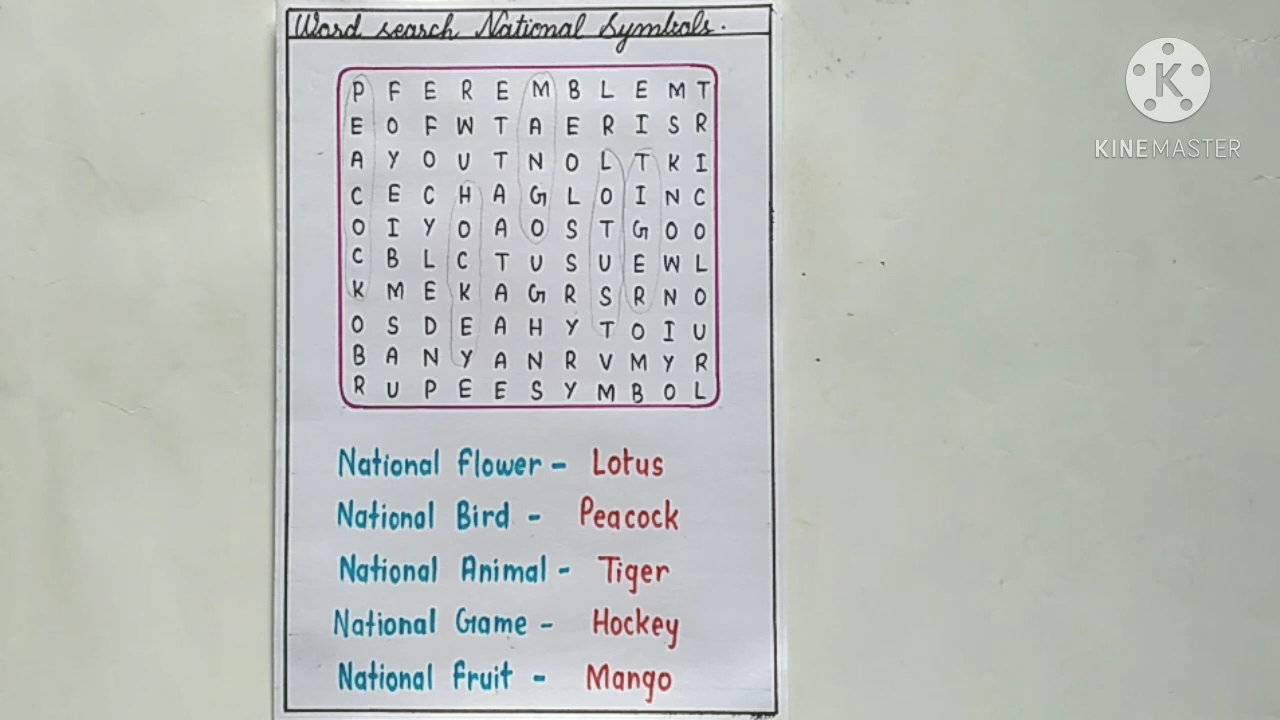 Word search National Symbols.
P F E R E M B L E M T
E O F W T A E R I S R
A Y O U T N O L T K I
C E C H A G L O I N C
O I Y O A O S T G O O
C B L C T U S U E W L
K M E K A G R S R N O
O S D E A H Y T O I U
B A N Y A N R V M Y R
R U P E E S Y M B O L
National Flower - Lotus
National Bird - Peacock
National Animal - Tiger
National Game - Hockey
National Fruit - Mango
K
KINEMASTER